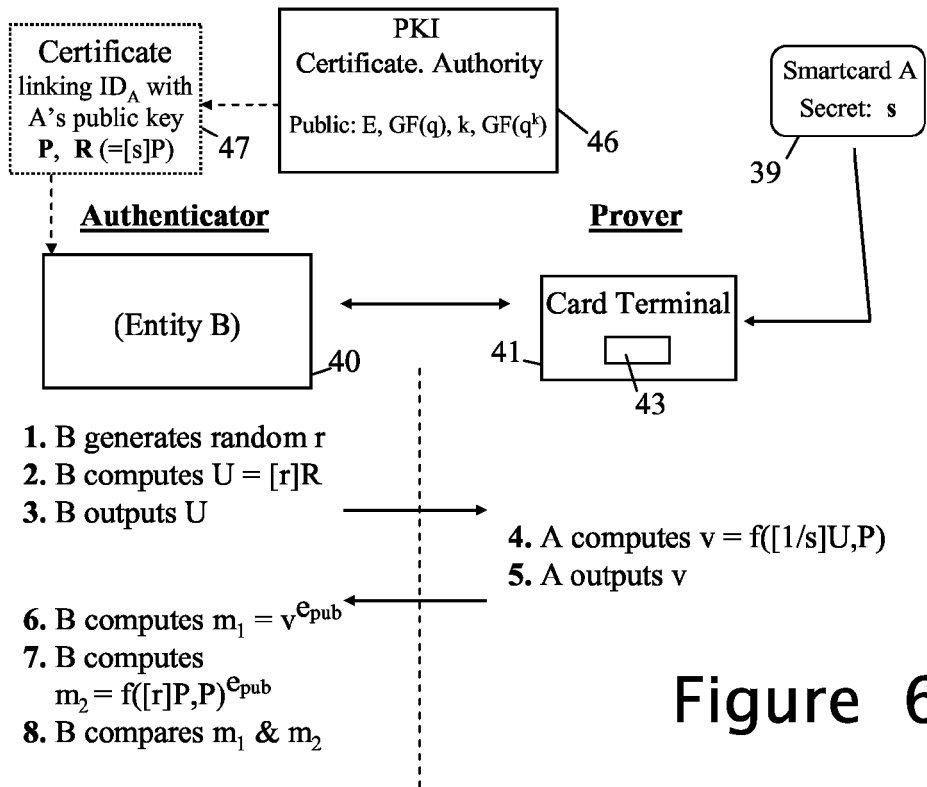 Certificate
linking ID_A with
A's public key
P, R (=[s]P)
47
PKI
Certificate. Authority
Public: E, GF(q), k, GF(q^k)
46
Smartcard A
Secret: s
39
Authenticator
Prover
(Entity B)
40
Card Terminal
41
43
1. B generates random r
2. B computes U = [r]R
3. B outputs U
4. A computes v = f([1/s]U,P)
5. A outputs v
6. B computes m_1 = v^e_pub
7. B computes
m_2 = f([r]P,P)^e_pub
8. B compares m_1 & m_2
Figure 6